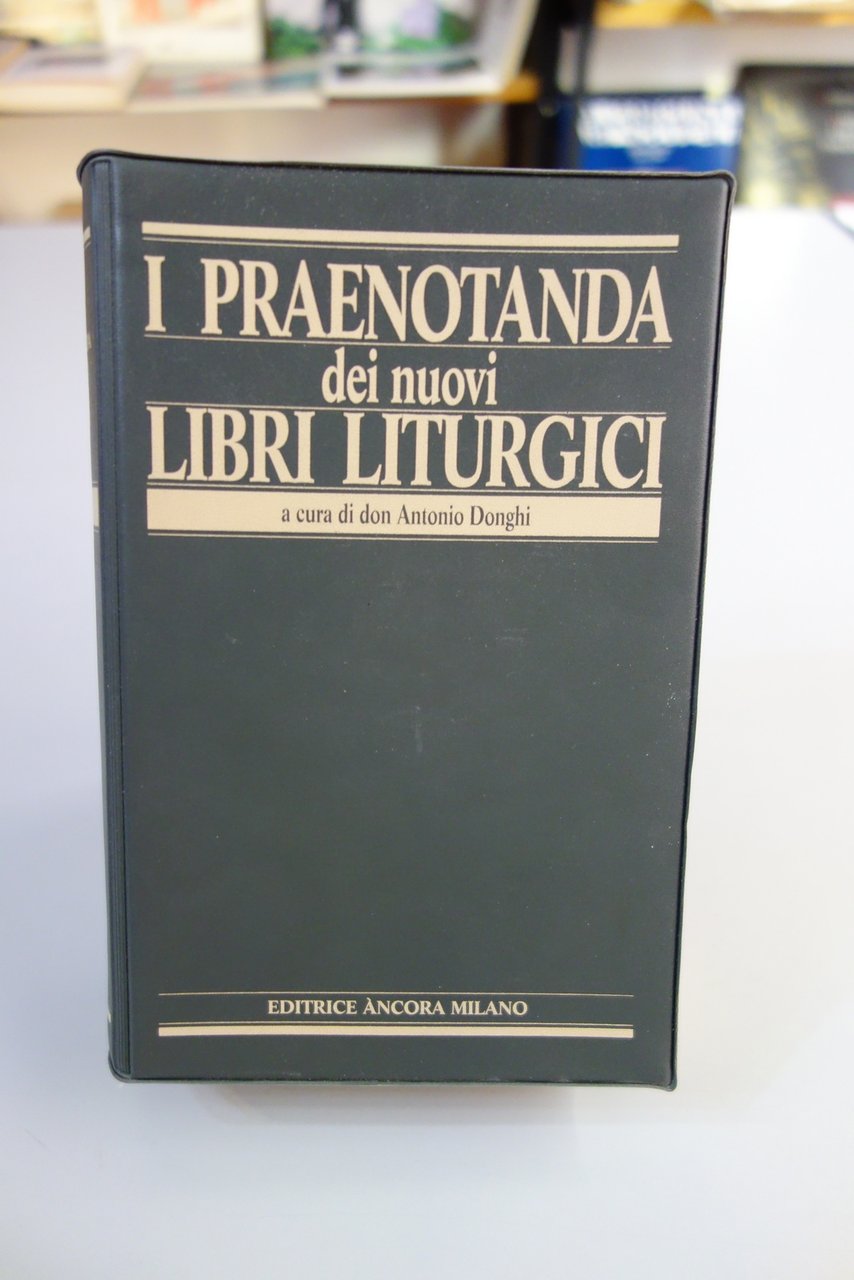 I PRAENOTANDA
dei nuovi
LIBRI LITURGICI
a cura di don Antonio Donghi
EDITRICE ÀNCORA MILANO